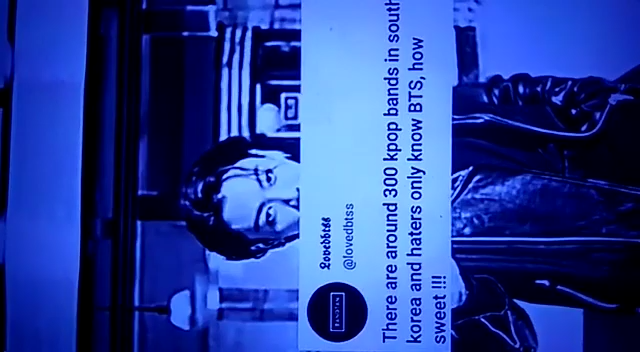 Lovedbtss
@lovedbtss
There are around 300 kpop bands in south
korea and haters only know BTS, how
sweet !!!